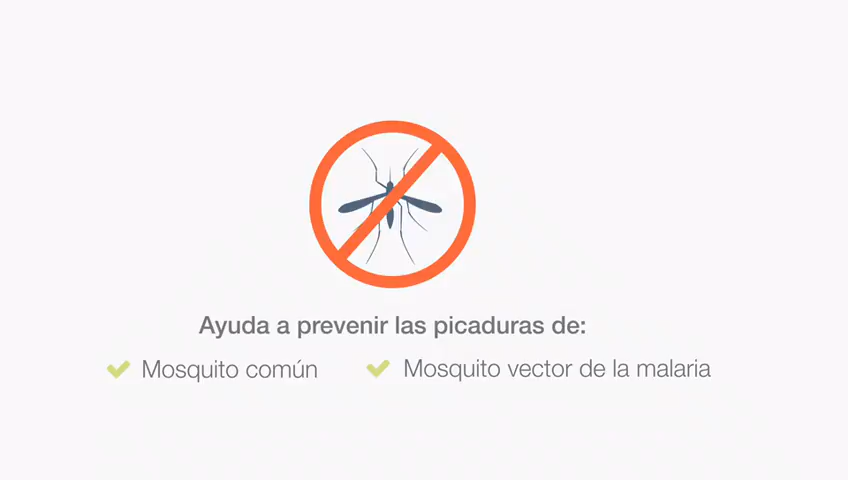 Ayuda a prevenir las picaduras de:
Mosquito común Mosquito vector de la malaria